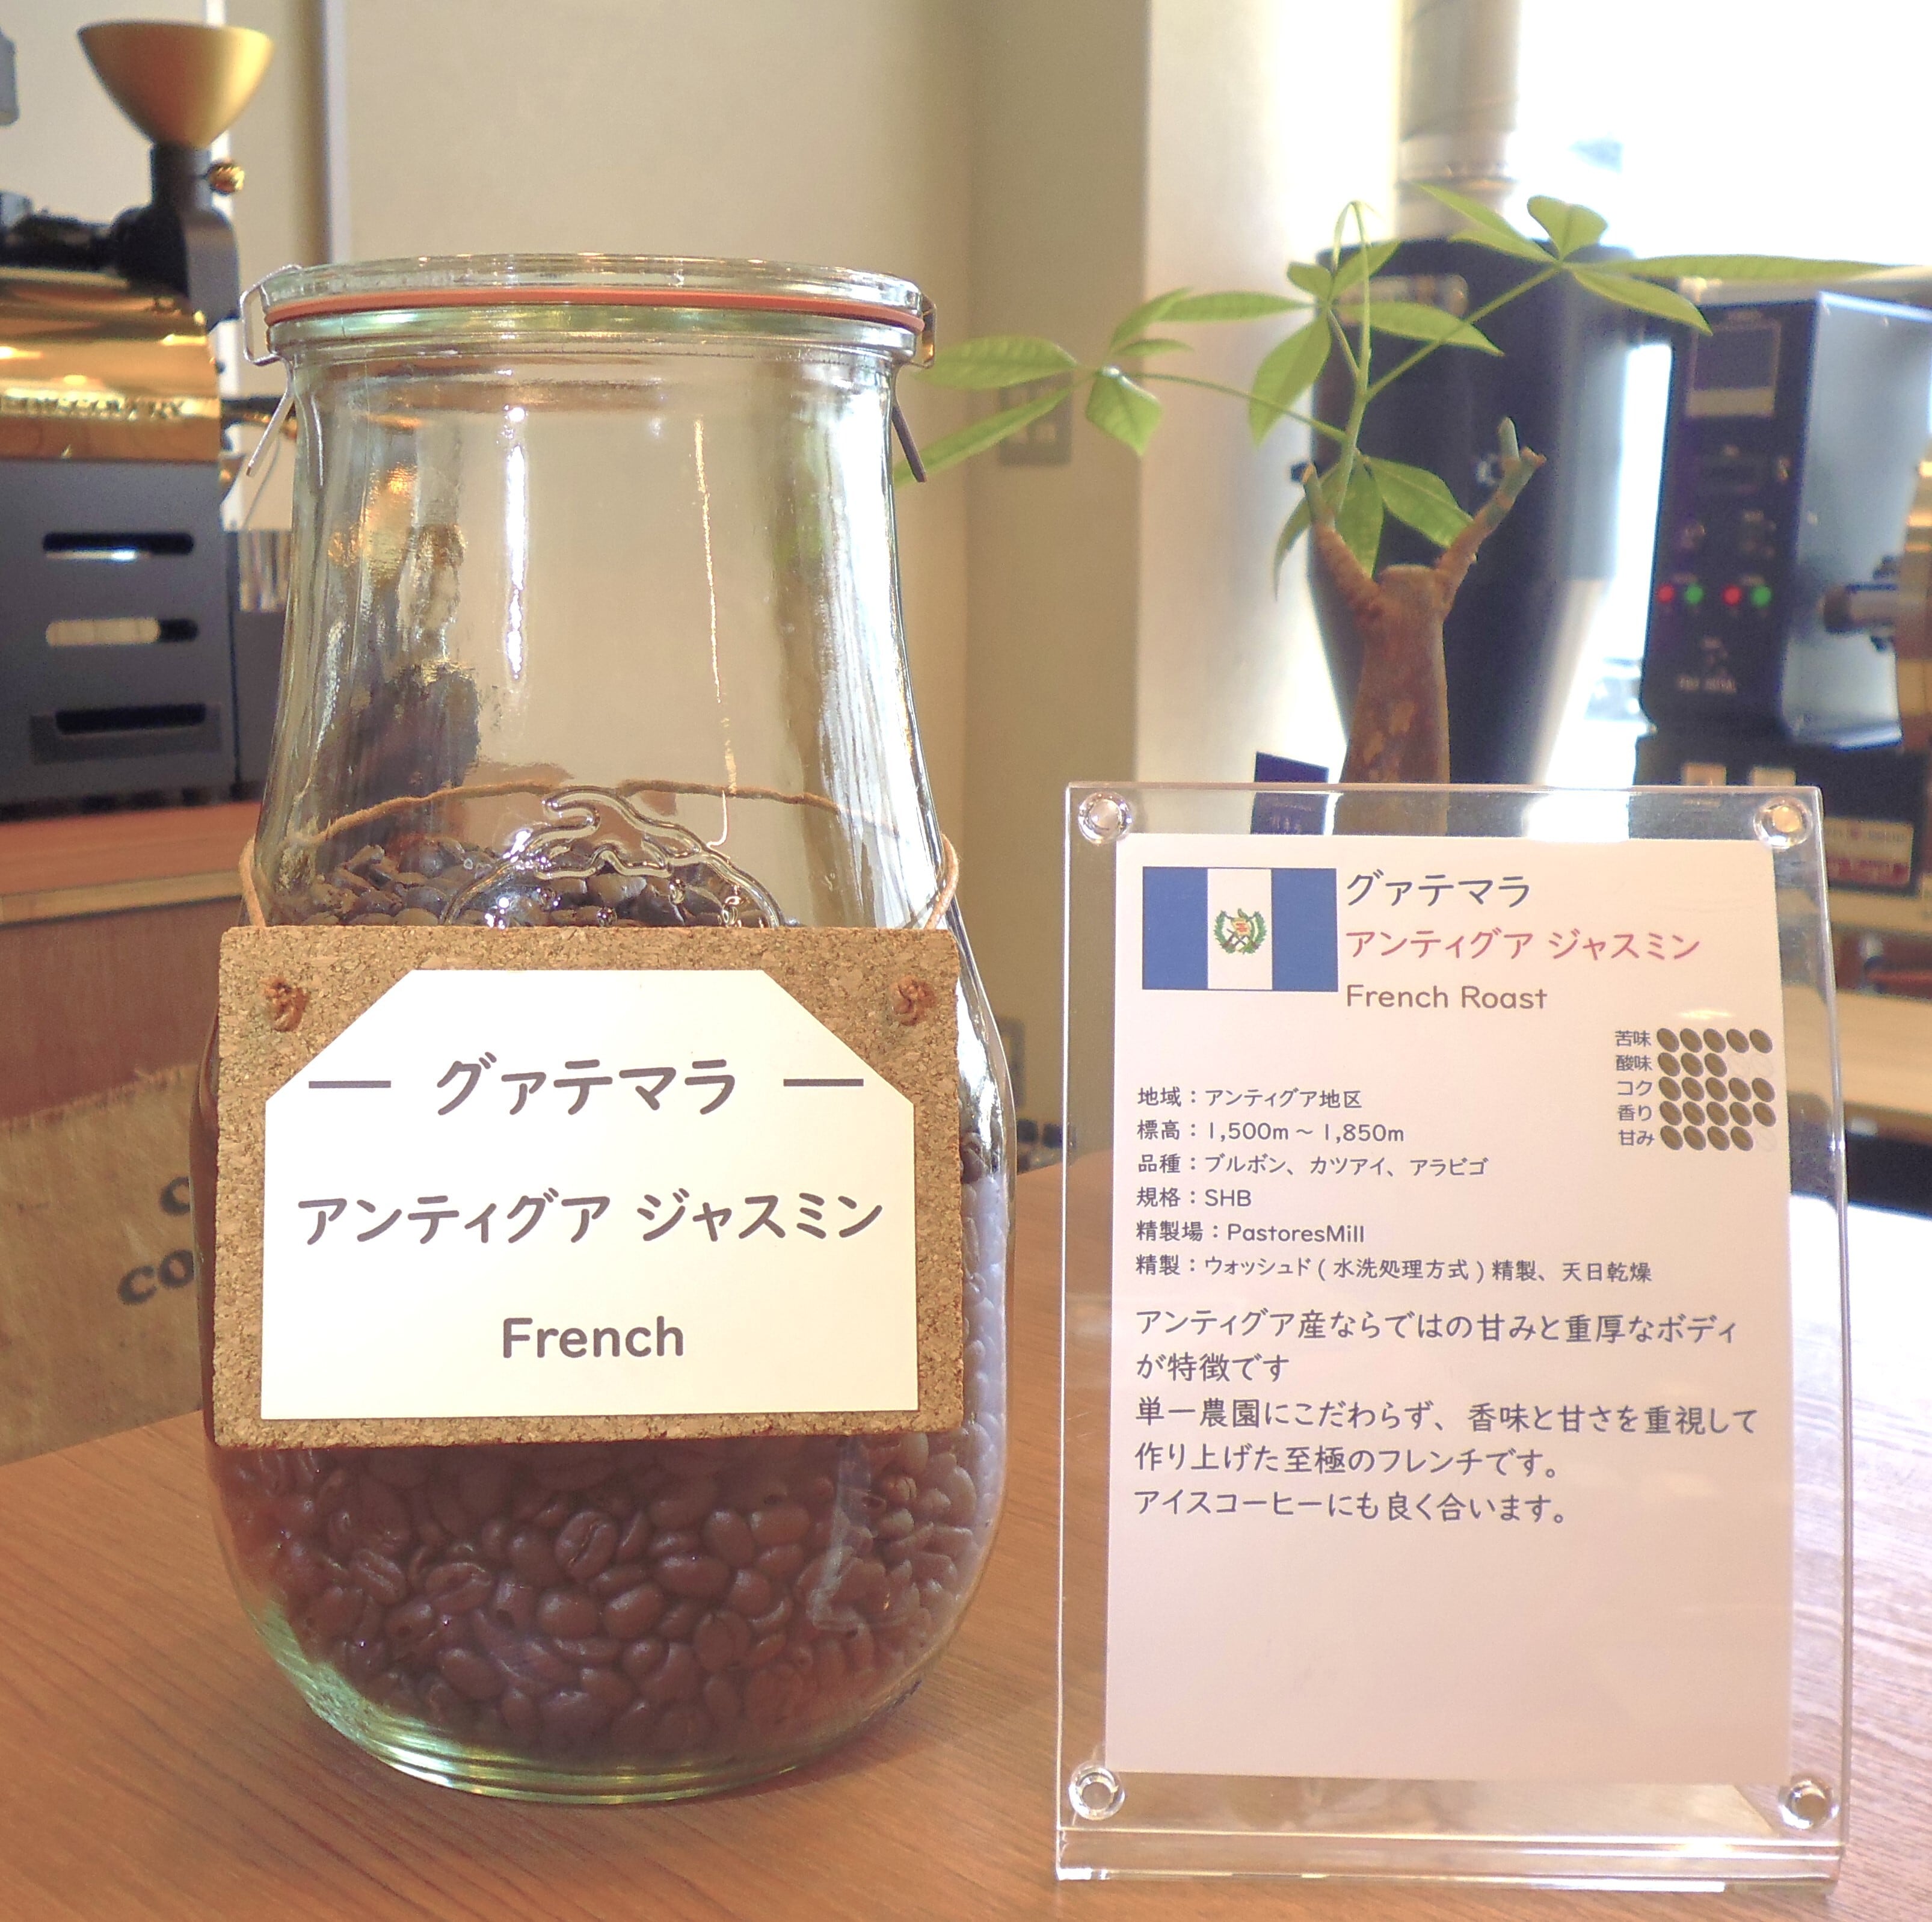 DISCOVERY
― グァテマラ ―
アンティグア ジャスミン
French
グァテマラ
アンティグア ジャスミン
French Roast
苦味
酸味
コク
香り
甘み
地域：アンティグア地区
標高：1,500m～1,850m
品種：ブルボン、カツアイ、アラビゴ
規格：SHB
精製場：PastoresMill
精製：ウォッシュド(水洗処理方式)精製、天日乾燥
アンティグア産ならではの甘みと重厚なボディ
が特徴です
単一農園にこだわらず、香味と甘さを重視して
作り上げた至極のフレンチです。
アイスコーヒーにも良く合います。